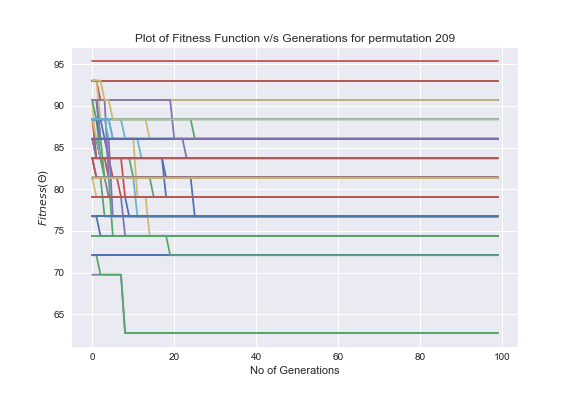 Plot of Fitness Function v/s Generations for permutation 209
95
90
85
80
75
70
65
Fitness(Θ)
0 20 40 60 80 100
No of Generations